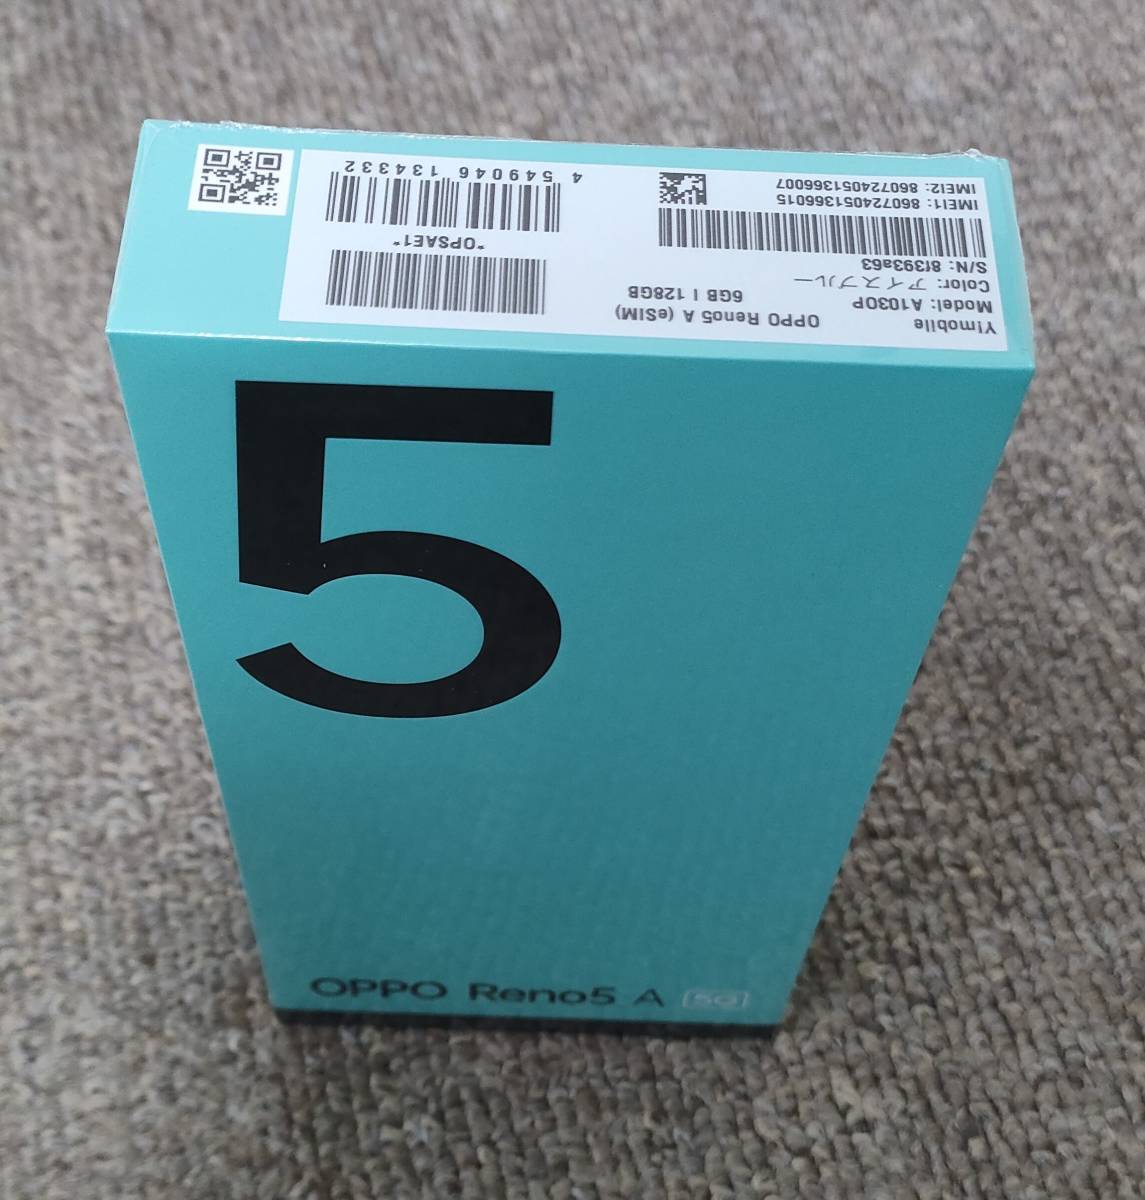 Y!mobile
Model: A103OP
Color: アイスブルー
S/N: 8f393a63
IMEI1: 860724051366015
IMEI2: 860724051366007
OPPO Reno5 A (eSIM)
6GB | 128GB
*OPSAE1*
4 549046 134332
5
OPPO Reno5 A 5G